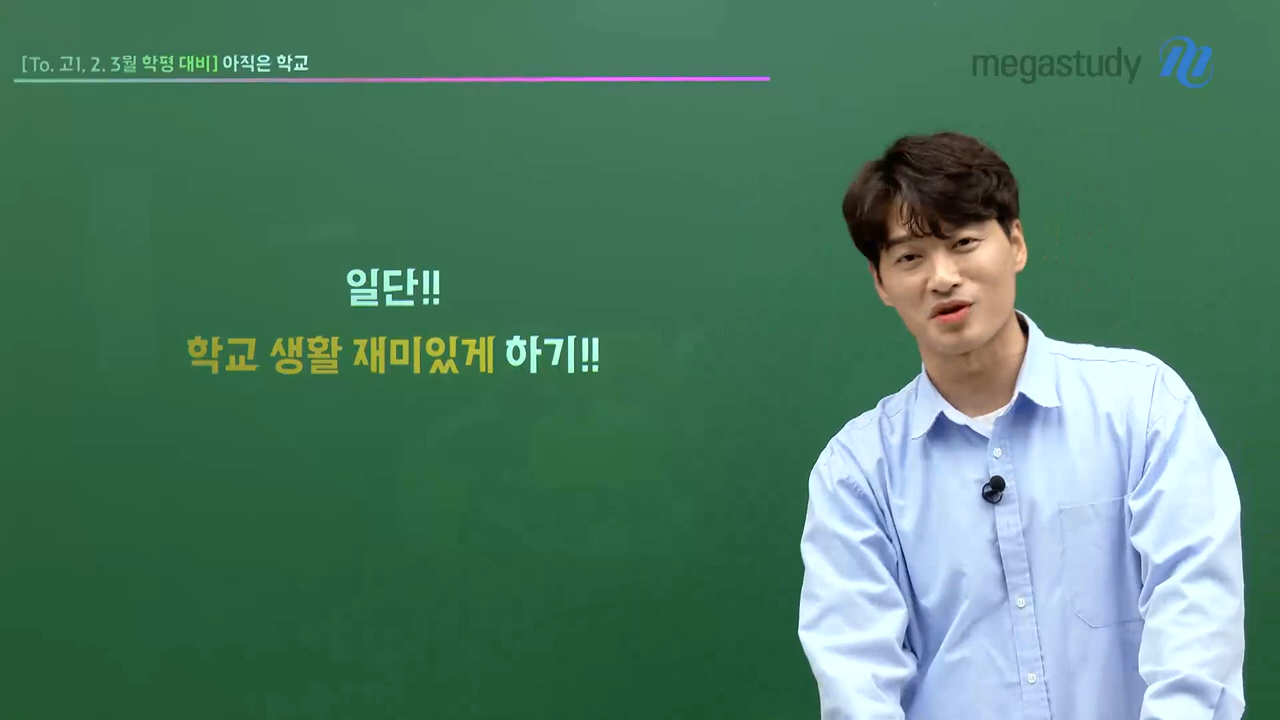 [To. 고1, 2. 3월 학평 대비] 아직은 학교
megastudy
일단!!
학교 생활 재미있게 하기!!